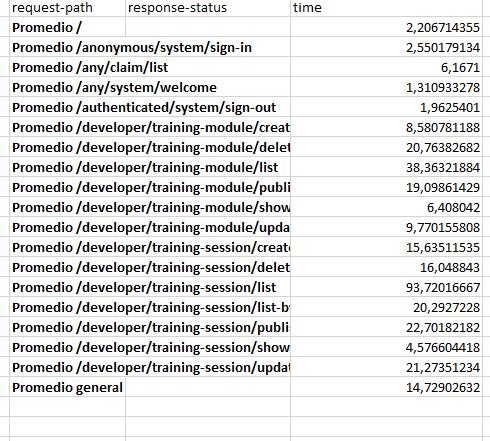 request-path response-status time
Promedio / 2,206714355
Promedio /anonymous/system/sign-in 2,550179134
Promedio /any/claim/list 6,1671
Promedio /any/system/welcome 1,310933278
Promedio /authenticated/system/sign-out 1,9625401
Promedio /developer/training-module/creat 8,580781188
Promedio /developer/training-module/delet 20,76382682
Promedio /developer/training-module/list 38,36321884
Promedio /developer/training-module/publi 19,09861429
Promedio /developer/training-module/show 6,408042
Promedio /developer/training-module/upda 9,770155808
Promedio /developer/training-session/creat 15,63511535
Promedio /developer/training-session/delet 16,048843
Promedio /developer/training-session/list 93,72016667
Promedio /developer/training-session/list-b 20,2927228
Promedio /developer/training-session/publi 22,70182182
Promedio /developer/training-session/show 4,576604418
Promedio /developer/training-session/updat 21,27351234
Promedio general 14,72902632